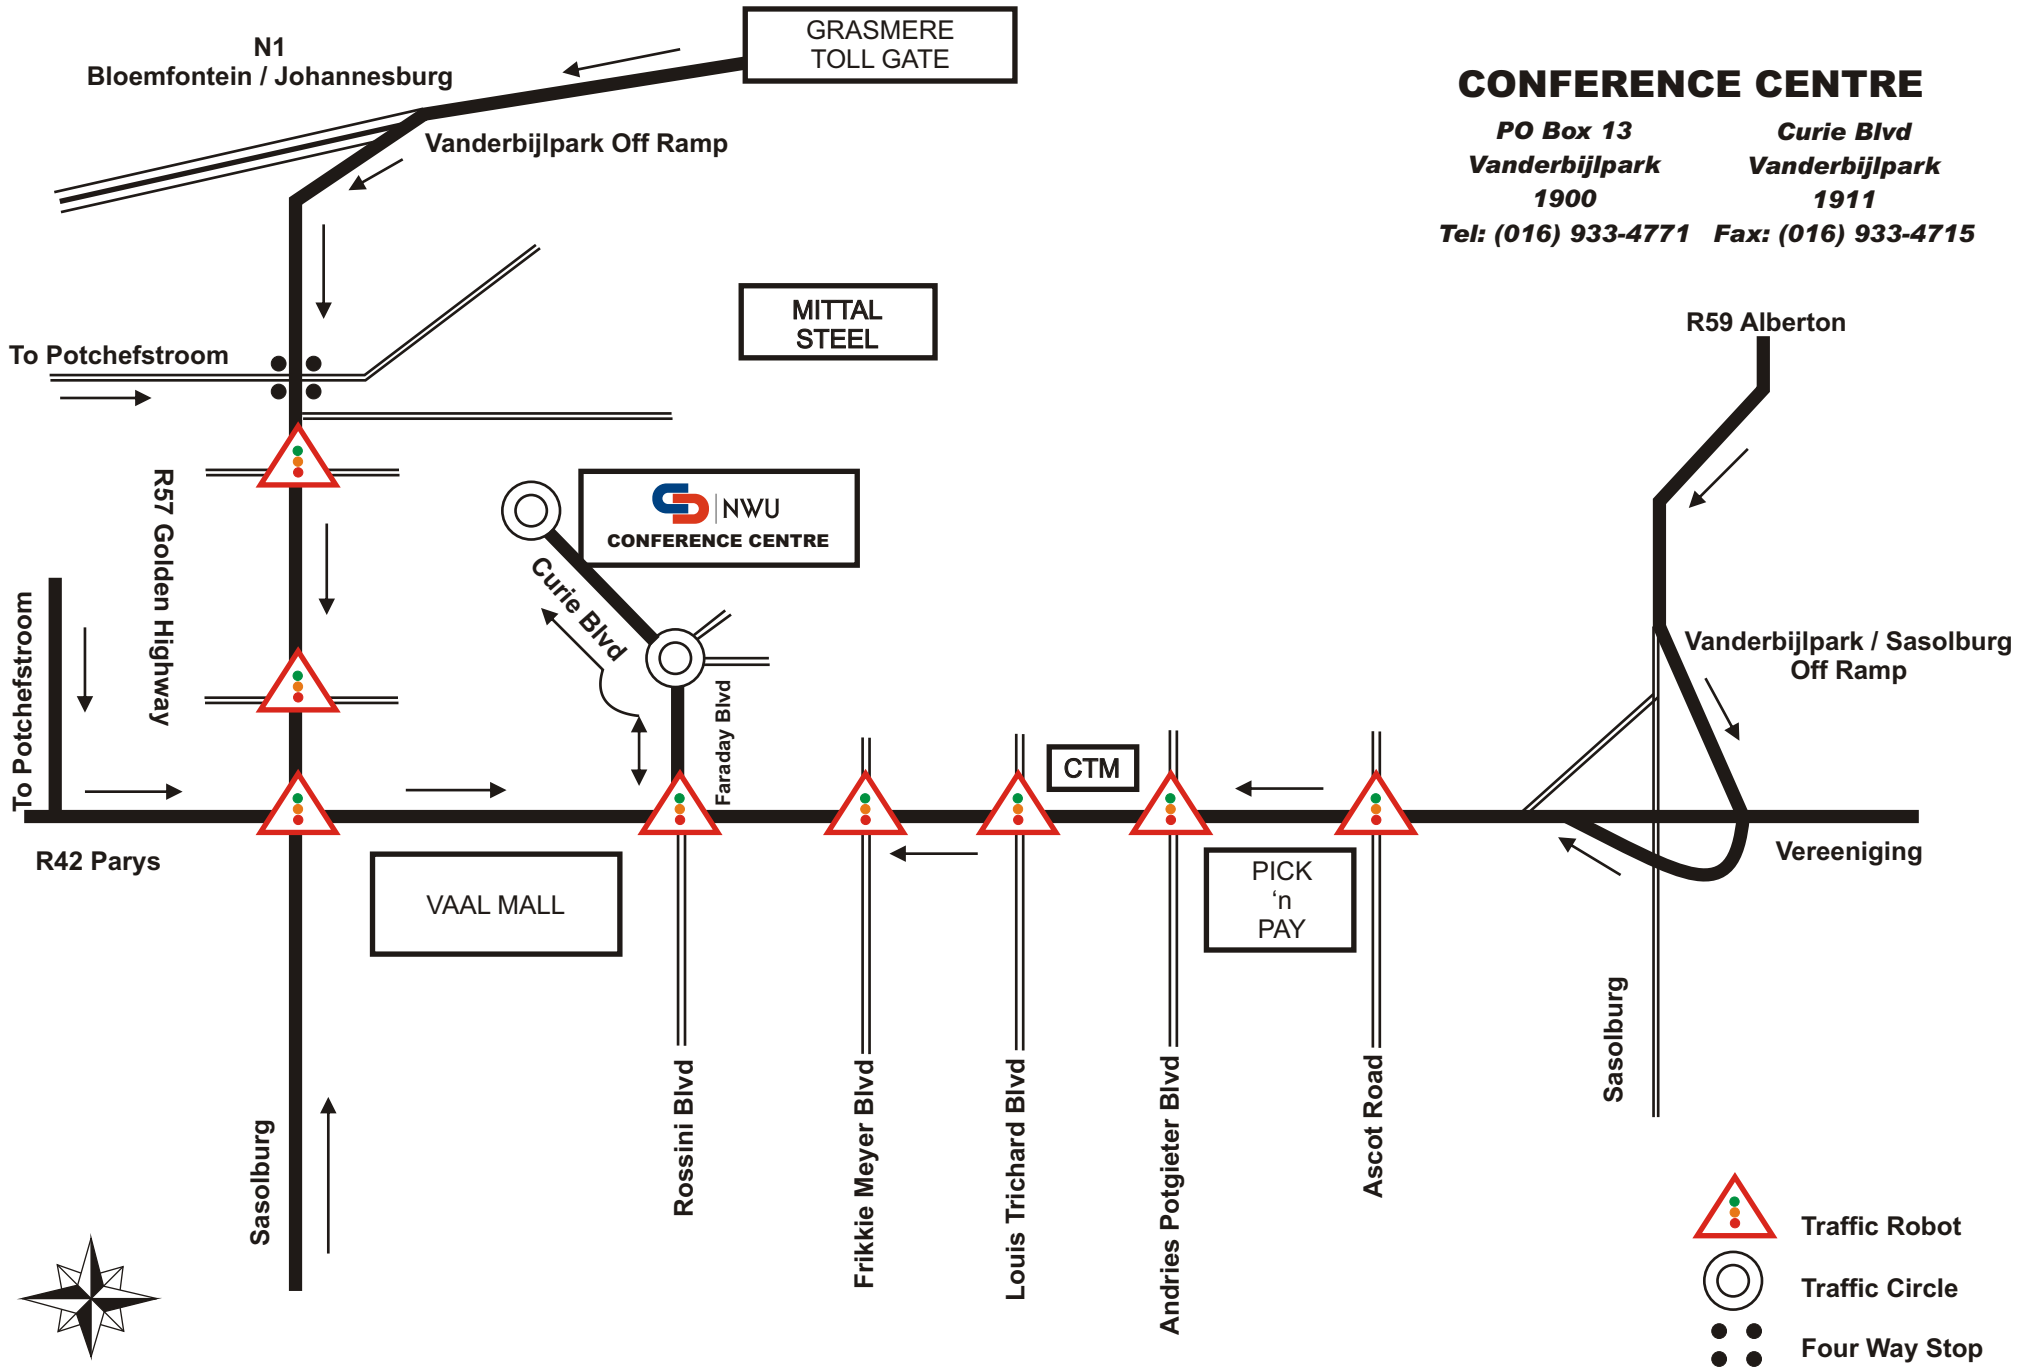 N1
Bloemfontein / Johannesburg
GRASMERE
TOLL GATE
CONFERENCE CENTRE
PO Box 13
Vanderbijlpark
1900
Tel: (016) 933-4771
Curie Blvd
Vanderbijlpark
1911
Fax: (016) 933-4715
Vanderbijlpark Off Ramp
MITTAL
STEEL
R59 Alberton
To Potchefstroom
R57 Golden Highway
NWU
CONFERENCE CENTRE
Curie Blvd
To Potchefstroom
Faraday Blvd
Vanderbijlpark / Sasolburg
Off Ramp
CTM
R42 Parys
VAAL MALL
PICK
‘n
PAY
Vereeniging
Sasolburg
Rossini Blvd
Frikkie Meyer Blvd
Louis Trichard Blvd
Andries Potgieter Blvd
Ascot Road
Sasolburg
Traffic Robot
Traffic Circle
Four Way Stop